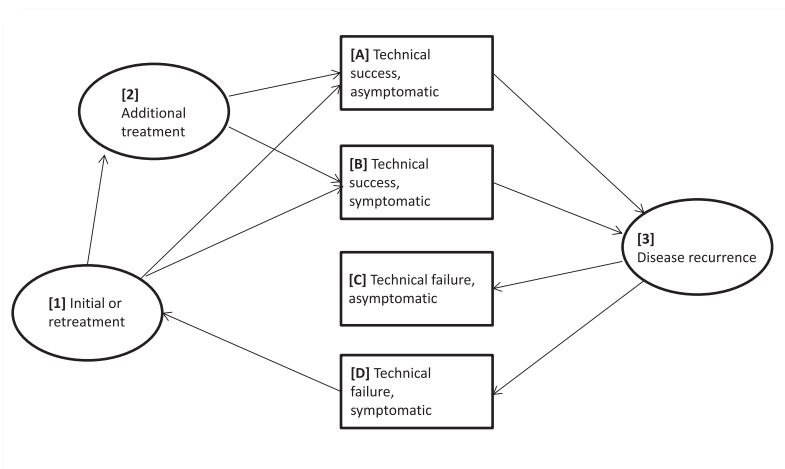 [A] Technical
success,
asymptomatic
[2]
Additional
treatment
[B] Technical
success,
symptomatic
[3]
Disease recurrence
[C] Technical failure,
asymptomatic
[1] Initial or
retreatment
[D] Technical
failure,
symptomatic